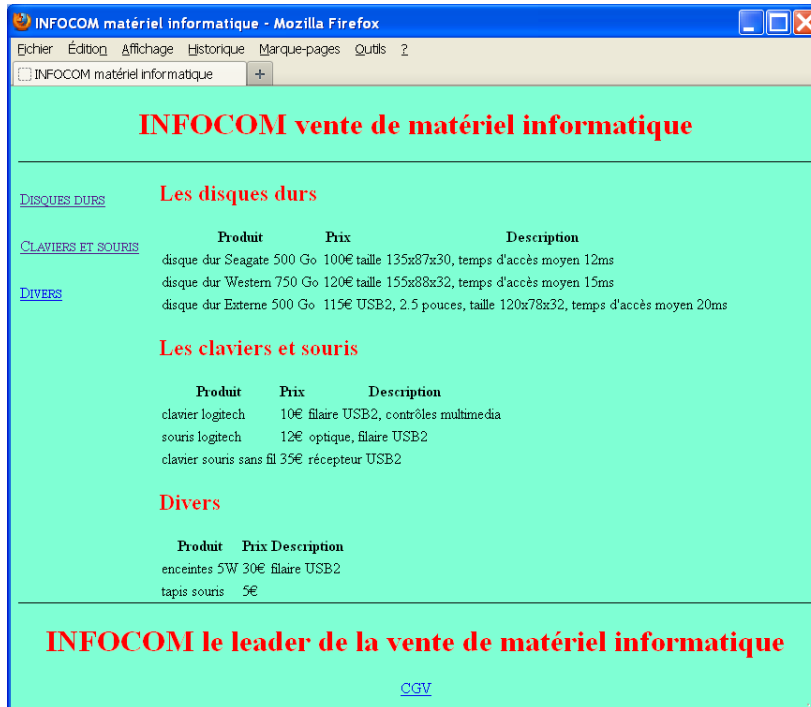 INFOCOM matériel informatique - Mozilla Firefox
Fichier Édition Affichage Historique Marque-pages Outils ?
INFOCOM matériel informatique +
INFOCOM vente de matériel informatique
DISQUES DURS
CLAVIERS ET SOURIS
DIVERS
Les disques durs
Produit Prix Description
disque dur Seagate 500 Go 100€ taille 135x87x30, temps d'accès moyen 12ms
disque dur Western 750 Go 120€ taille 155x88x32, temps d'accès moyen 15ms
disque dur Externe 500 Go 115€ USB2, 2.5 pouces, taille 120x78x32, temps d'accès moyen 20ms
Les claviers et souris
Produit Prix Description
clavier logitech 10€ filaire USB2, contrôles multimedia
souris logitech 12€ optique, filaire USB2
clavier souris sans fil 35€ récepteur USB2
Divers
Produit Prix Description
enceintes 5W 30€ filaire USB2
tapis souris 5€
INFOCOM le leader de la vente de matériel informatique
CGV